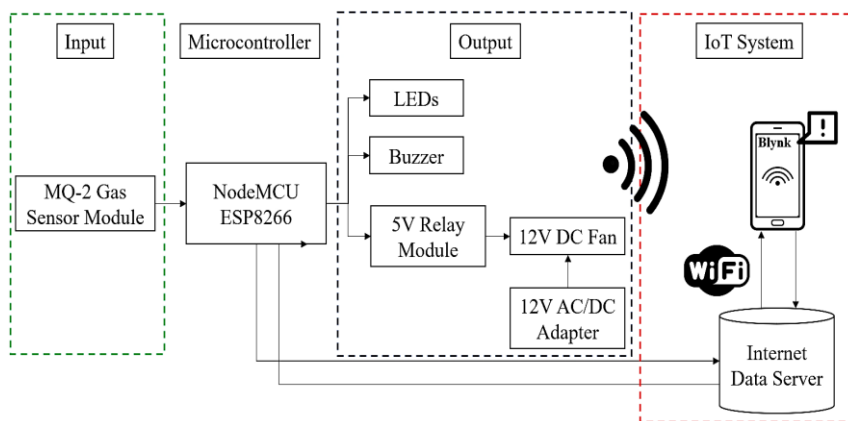 Input
Microcontroller
Output
IoT System
LEDs
Buzzer
MQ-2 Gas
Sensor Module
NodeMCU
ESP8266
5V Relay
Module
12V DC Fan
12V AC/DC
Adapter
!
Blynk
WiFi
Internet
Data Server